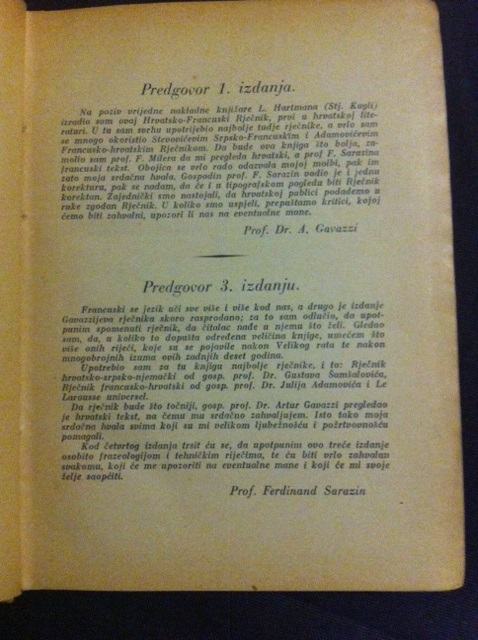 Predgovor 1. izdanja.
Na poziv vrijedne nakladne knjižare L. Hartmana (Stj. Kugli)
izradio sam ovaj Hrvatsko-Francuski Rječnik, prvi u hrvatskoj lite-
raturi. U tu sam svrhu upotrijebio najbolje tudje rječnike, a vrlo sam
se mnogo okoristio Stevovićevim Srpsko-Francuskim i Adamovićevim
Francusko-hrvatskim Rječnikom. Da bude ova knjiga što bolja, za-
molio sam prof. F. Milera da mi pregleda hrvatski, a prof F. Sarazina
francuski tekst. Obojica se vrlo rado odazvala mojoj molbi, pak im
zato moja srdačna hvala. Gospodin prof. F. Sarazin vodio je i jednu
korekturu, pak se nadam, da će i u tipografskom pogledu biti Rječnik
korektan. Zajednički smo nastojali, da hrvatskoj publici podademo u
ruke zgodan Rječnik. U koliko smo uspjeli, prepuštamo kritici, kojoj
ćemo biti zahvalni, upozori li nas na eventualne mane.
Prof. Dr. A. Gavazzi
Predgovor 3. izdanju.
Francuski se jezik uči sve više i više kod nas, a drugo je izdanje
Gavazzijeva rječnika skoro rasprodano; za to sam odlučio, da upot-
punim spomenuti rječnik, da čitalac nađe a njemu što želi. Gledao
sam, da, u koliko to dopušta određena veličina knjige, umećem što
više onih riječi, koje su se pojavile nakon Velikog rata te nakon
mnogobrojnih izuma ovih zadnjih deset godina.
Upotrebio sam za tu knjigu najbolje rječnike, i to: Rječnik
hrvatsko-srpsko-njemački od gosp. prof. Dr. Gustava Šamšalovića,
Rječnik francusko-hrvatski od gosp. prof. Dr. Julija Adamovića i Le
Larousse universel.
Da rječnik bude što točniji, gosp. prof. Dr. Artur Gavazzi pregledao
je hrvatski tekst, na čemu mu srdačno zahvaljujem. Isto tako moja
srdačna hvala svima koji su mi velikom ljubežnošću i požrtvovnošću
pomagali.
Kod četvrtog izdanja trsit ću se, da upotpunim ovo treće izdanje
osobito frazeologijom i tehničkim riječima, te ću biti vrlo zahvalan
svakomu, koji će me upozoriti na eventualne mane i koji će mi svoje
želje saopćiti.
Prof. Ferdinand Sarazin